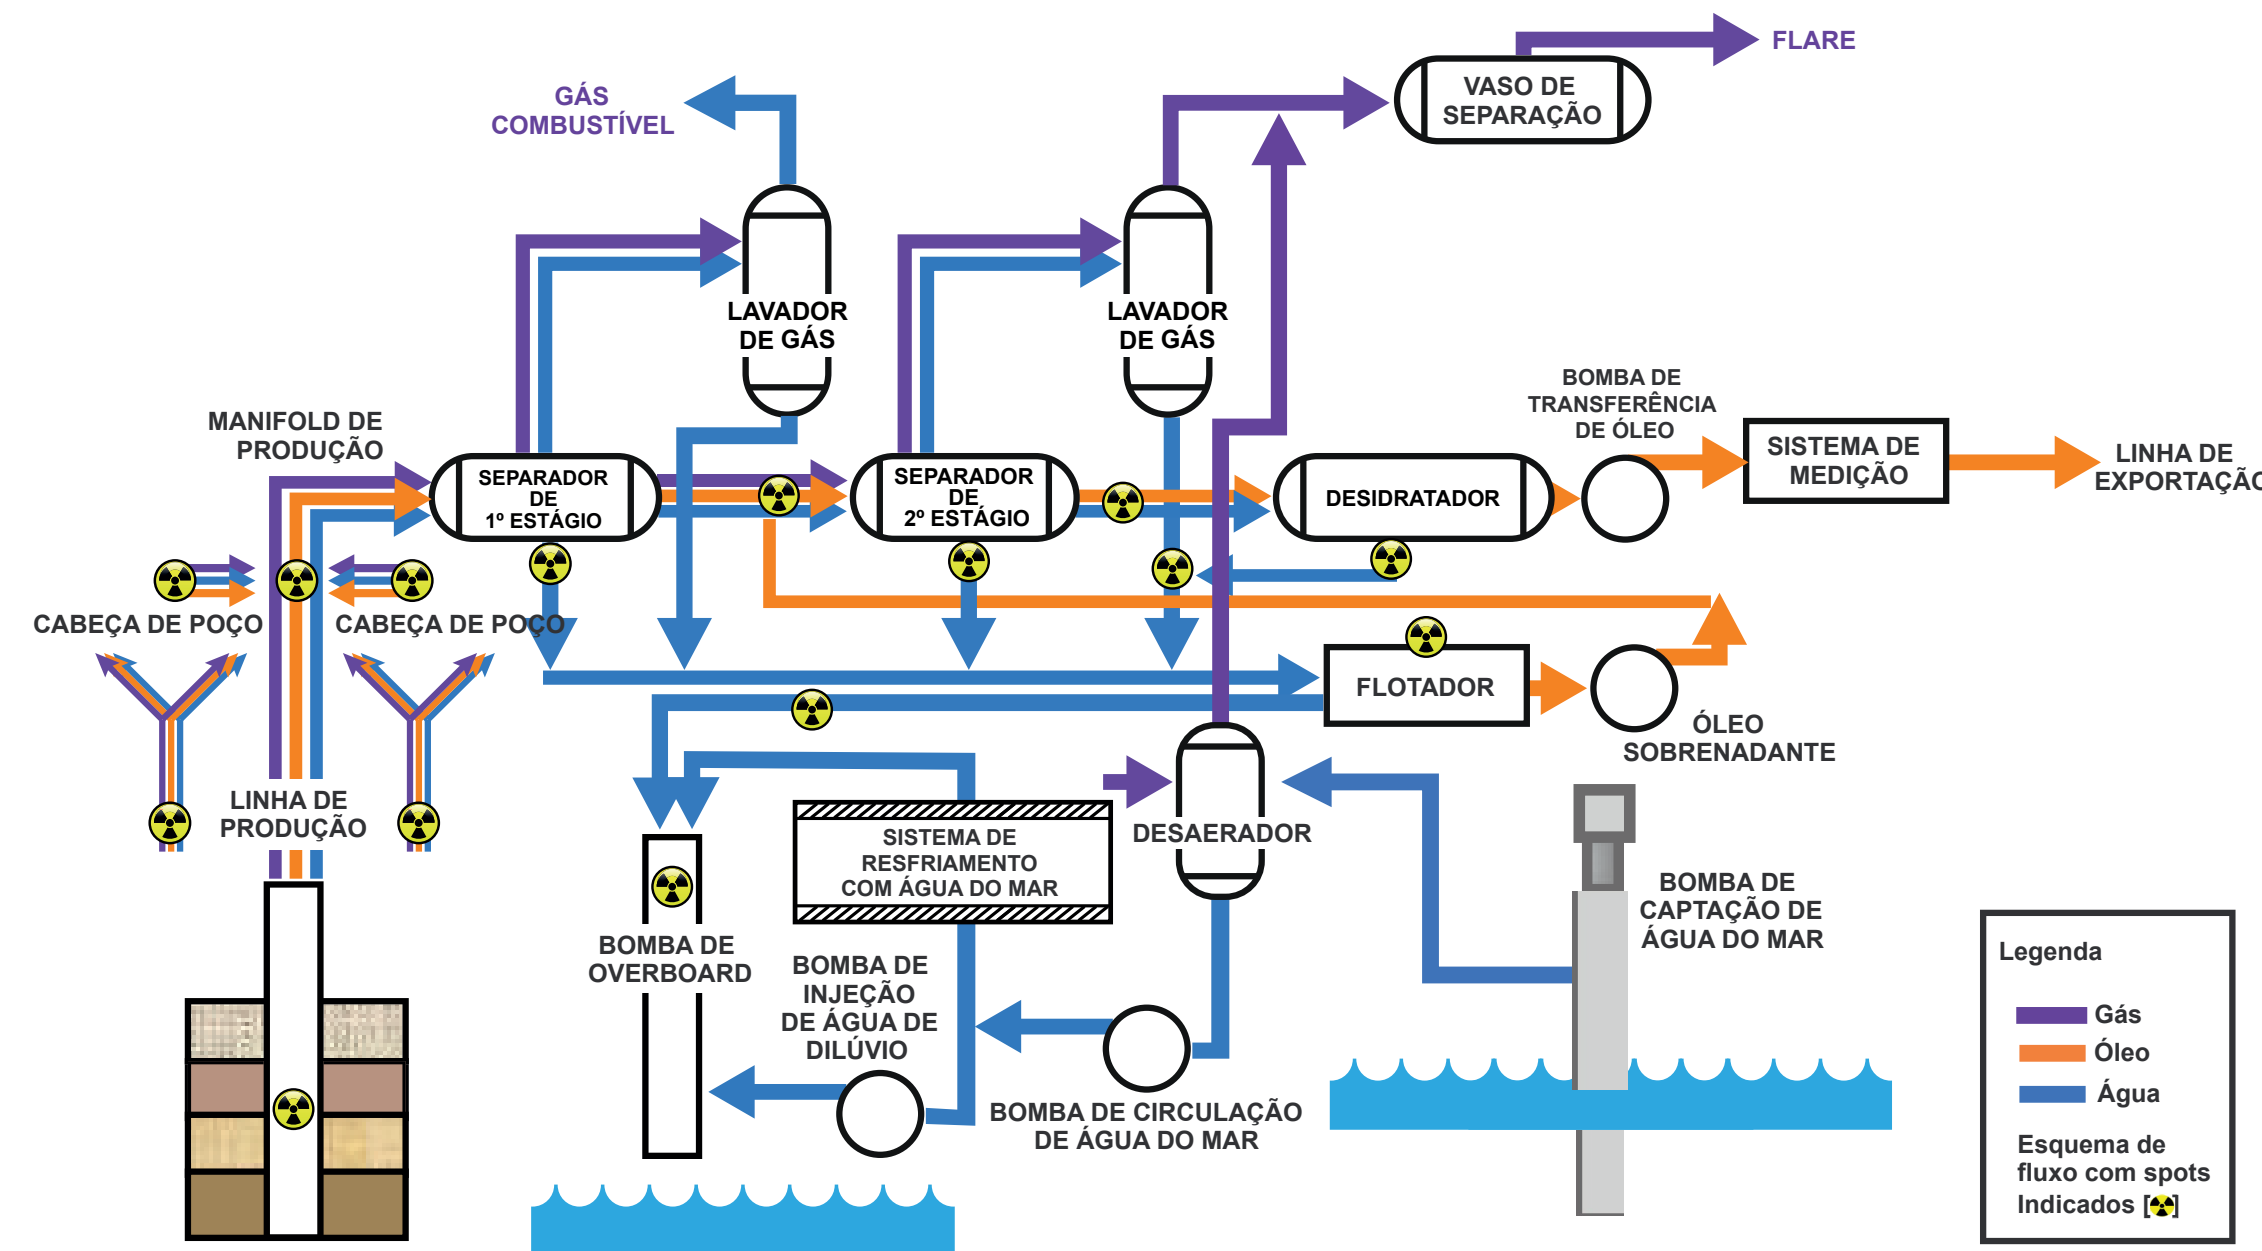 FLARE
VASO DE
SEPARAÇÃO
GÁS
COMBUSTÍVEL
LAVADOR
DE GÁS
LAVADOR
DE GÁS
BOMBA DE
TRANSFERÊNCIA
DE ÓLEO
MANIFOLD DE
PRODUÇÃO
SEPARADOR
DE
1º ESTÁGIO
SEPARADOR
DE
2º ESTÁGIO
DESIDRATADOR
SISTEMA DE
MEDIÇÃO
LINHA DE
EXPORTAÇÃO
CABEÇA DE POÇO
CABEÇA DE POÇO
FLOTADOR
ÓLEO
SOBRENADANTE
LINHA DE
PRODUÇÃO
SISTEMA DE
RESFRIAMENTO
COM ÁGUA DO MAR
DESAERADOR
BOMBA DE
CAPTAÇÃO DE
ÁGUA DO MAR
BOMBA DE
OVERBOARD
BOMBA DE
INJEÇÃO
DE ÁGUA DE
DILÚVIO
BOMBA DE CIRCULAÇÃO
DE ÁGUA DO MAR
Legenda
Gás
Óleo
Água
Esquema de
fluxo com spots
Indicados [ ]